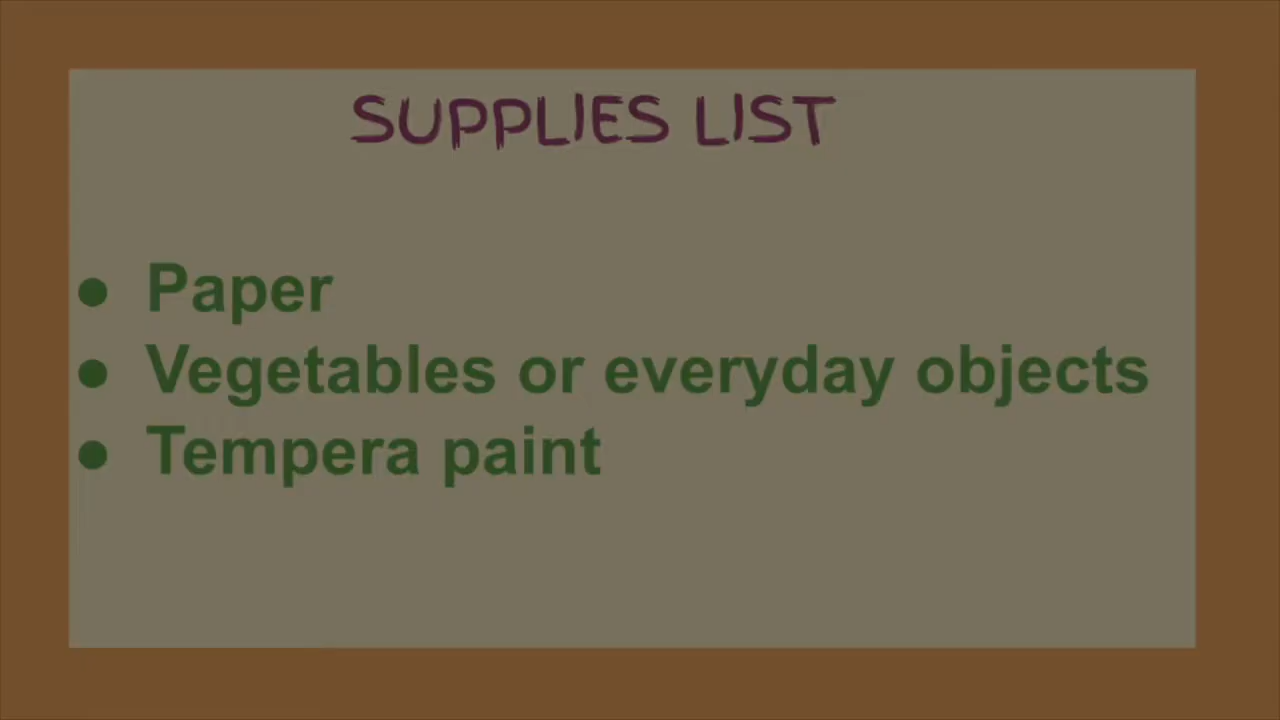 SUPPLIES LIST
● Paper
● Vegetables or everyday objects
● Tempera paint